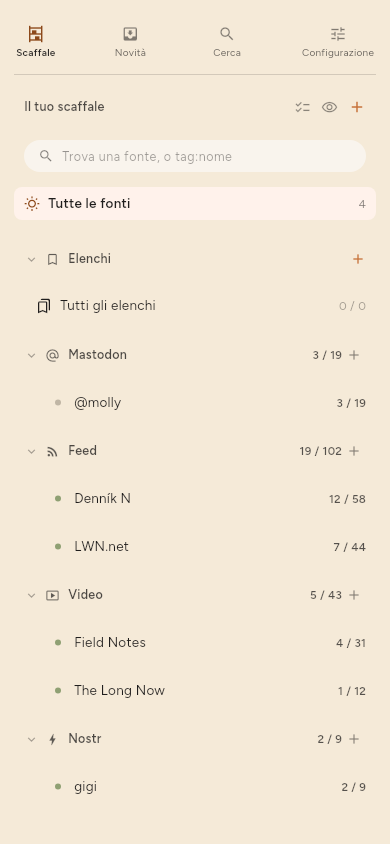 Scaffale Novità Cerca Configurazione
Il tuo scaffale
Trova una fonte, o tag:nome
Tutte le fonti 4
Elenchi
Tutti gli elenchi 0 / 0
Mastodon 3 / 19
@molly 3 / 19
Feed 19 / 102
Denník N 12 / 58
LWN.net 7 / 44
Video 5 / 43
Field Notes 4 / 31
The Long Now 1 / 12
Nostr 2 / 9
gigi 2 / 9